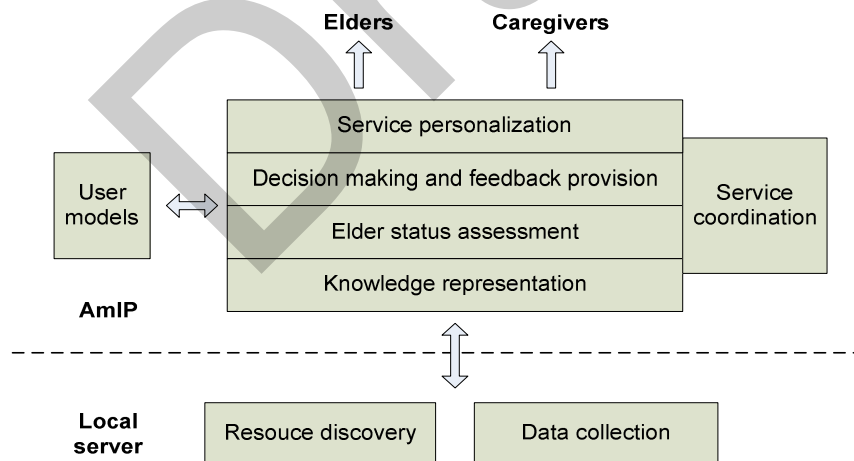 Elders
Caregivers
Service personalization
Decision making and feedback provision
Elder status assessment
Knowledge representation
User
models
Service
coordination
AmIP
Local
server
Resouce discovery
Data collection